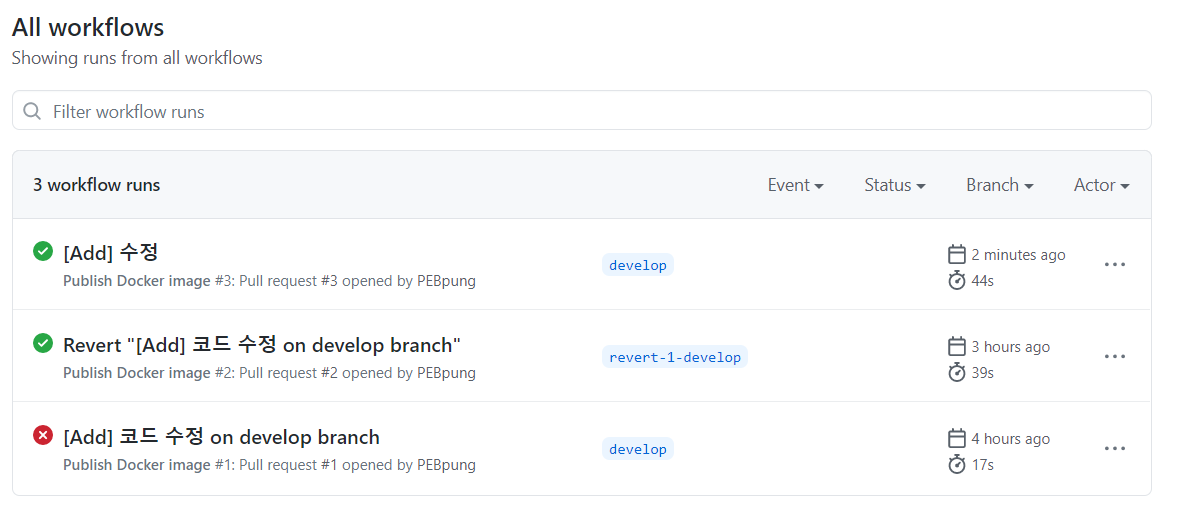 All workflows
Showing runs from all workflows
Filter workflow runs
3 workflow runs Event Status Branch Actor
[Add] 수정
Publish Docker image #3: Pull request #3 opened by PEBpung
develop
2 minutes ago
44s
Revert "[Add] 코드 수정 on develop branch"
Publish Docker image #2: Pull request #2 opened by PEBpung
revert-1-develop
3 hours ago
39s
[Add] 코드 수정 on develop branch
Publish Docker image #1: Pull request #1 opened by PEBpung
develop
4 hours ago
17s